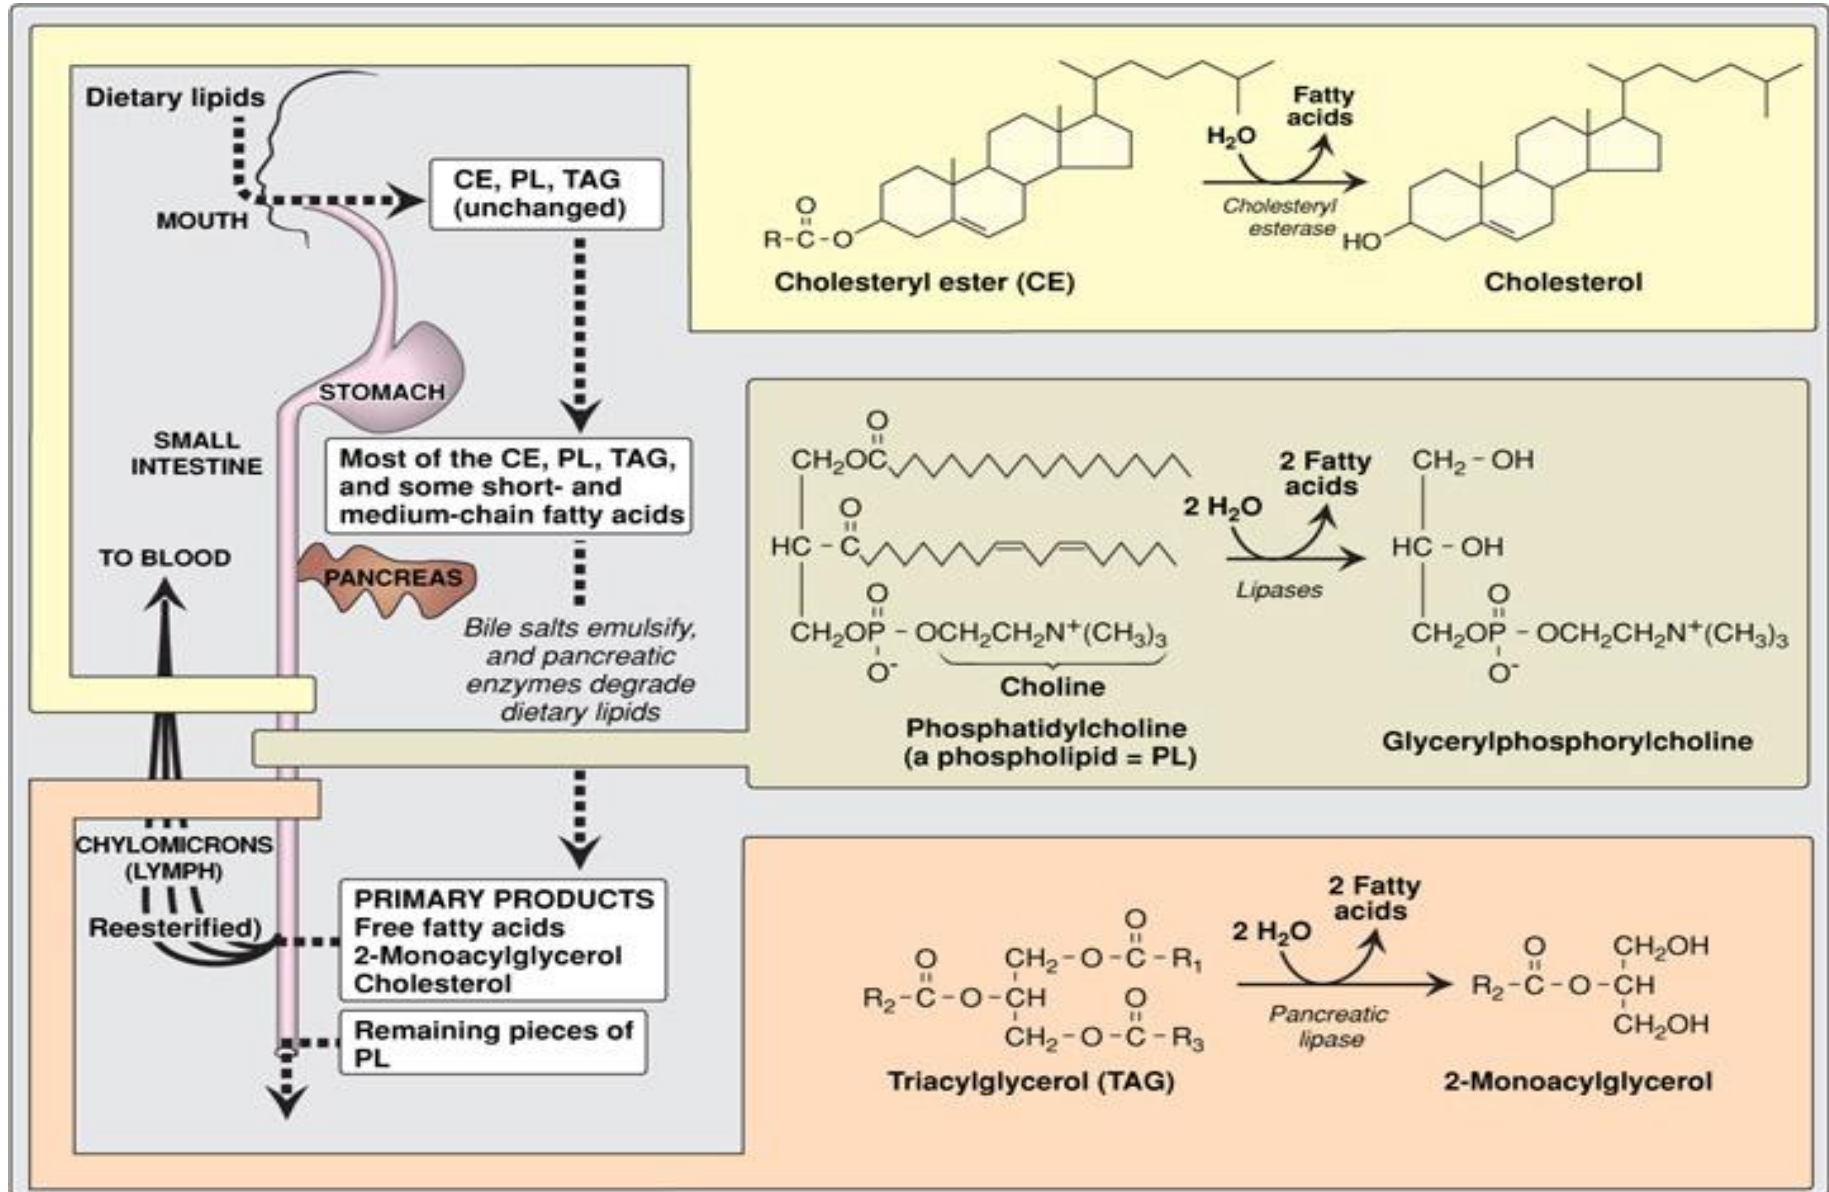 Dietary lipids
MOUTH
CE, PL, TAG
(unchanged)
STOMACH
SMALL
INTESTINE
Most of the CE, PL, TAG,
and some short- and
medium-chain fatty acids
TO BLOOD
PANCREAS
Bile salts emulsify,
and pancreatic
enzymes degrade
dietary lipids
CHYLOMICRONS
(LYMPH)
Reesterified)
PRIMARY PRODUCTS
Free fatty acids
2-Monoacylglycerol
Cholesterol
Remaining pieces of
PL
O
R-C-O
Cholesteryl ester (CE)
H₂O
Fatty
acids
Cholesteryl
esterase
HO
Cholesterol
O
CH₂OC
O
HC - C
O
CH₂OP - OCH₂CH₂N⁺(CH₃)₃
O⁻
Choline
Phosphatidylcholine
(a phospholipid = PL)
2 H₂O
2 Fatty
acids
Lipases
CH₂ - OH
HC - OH
O
CH₂OP - OCH₂CH₂N⁺(CH₃)₃
O⁻
Glycerylphosphorylcholine
O
CH₂-O-C-R₁
O
R₂-C-O-CH
O
CH₂-O-C-R₃
Triacylglycerol (TAG)
2 H₂O
2 Fatty
acids
Pancreatic
lipase
CH₂OH
O
R₂-C-O-CH
CH₂OH
2-Monoacylglycerol